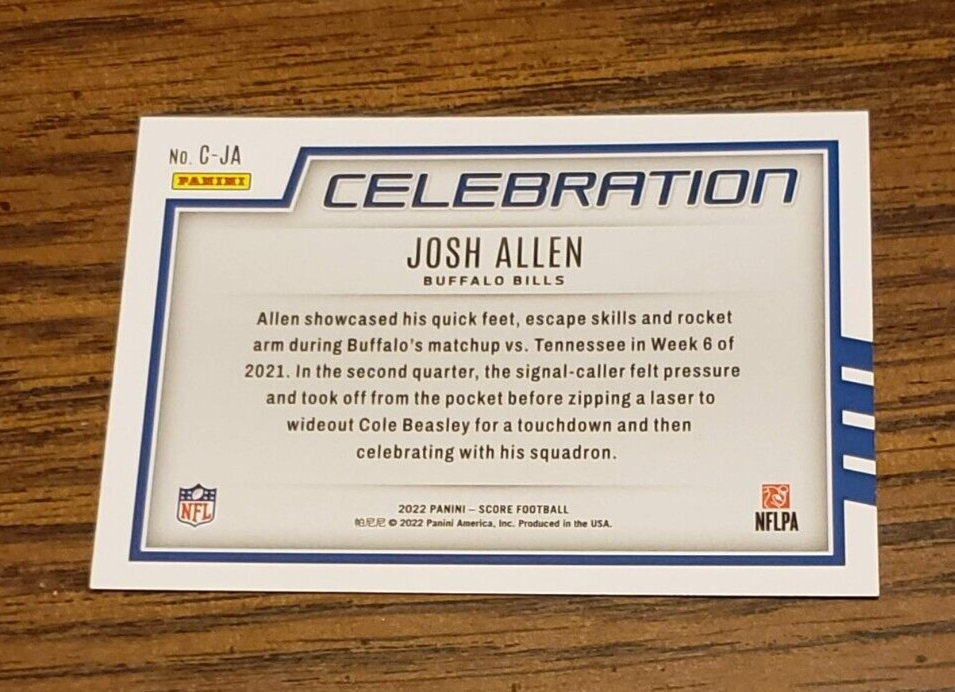 No. C-JA
PANINI
CELEBRATION
JOSH ALLEN
BUFFALO BILLS
Allen showcased his quick feet, escape skills and rocket
arm during Buffalo's matchup vs. Tennessee in Week 6 of
2021. In the second quarter, the signal-caller felt pressure
and took off from the pocket before zipping a laser to
wideout Cole Beasley for a touchdown and then
celebrating with his squadron.
NFL
2022 PANINI – SCORE FOOTBALL
帕尼尼 © 2022 Panini America, Inc. Produced in the USA.
NFLPA